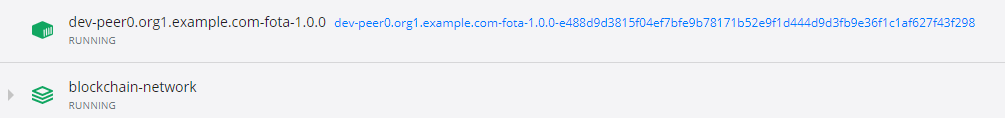 dev-peer0.org1.example.com-fota-1.0.0 dev-peer0.org1.example.com-fota-1.0.0-e488d9d3815f04ef7bfe9b78171b52e9f1d444d9d3fb9e36f1c1af627f43f298
RUNNING
blockchain-network
RUNNING